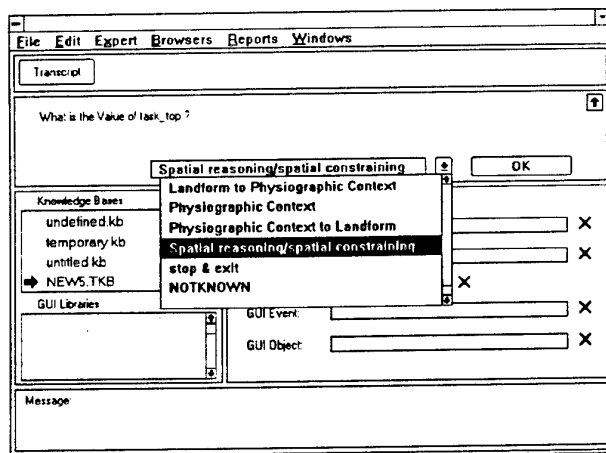 File Edit Expert Browsers Reports Windows
Transcript
What is the Value of task_top ?
Spatial reasoning/spatial constraining
OK
Landform to Physiographic Context
Physiographic Context
Physiographic Context to Landform
Spatial reasoning/spatial constraining
stop & exit
NOTKNOWN
Knowledge Bases
undefined.kb
temporary.kb
untitled.kb
NEW5.TKB
GUI Libraries
GUI Event:
GUI Object:
Message: